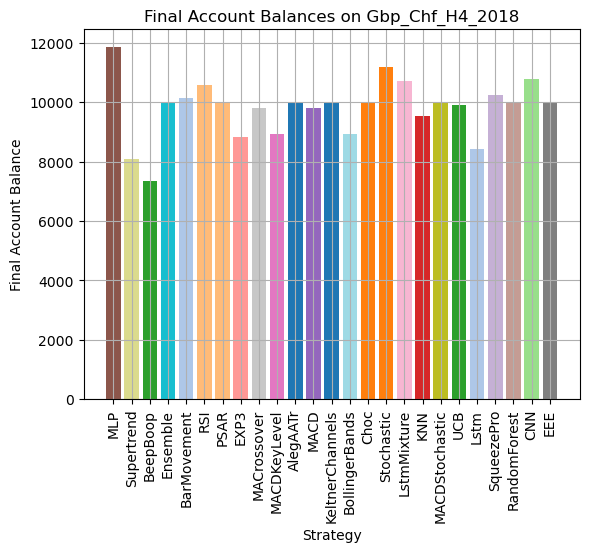 Final Account Balances on Gbp_Chf_H4_2018
Final Account Balance
12000
10000
8000
6000
4000
2000
0
MLP
Supertrend
BeepBoop
Ensemble
BarMovement
RSI
PSAR
EXP3
MACrossover
MACDKeyLevel
AlegAATr
MACD
KeltnerChannels
BollingerBands
Choc
Stochastic
LstmMixture
KNN
MACDStochastic
UCB
Lstm
SqueezePro
RandomForest
CNN
EEE
Strategy